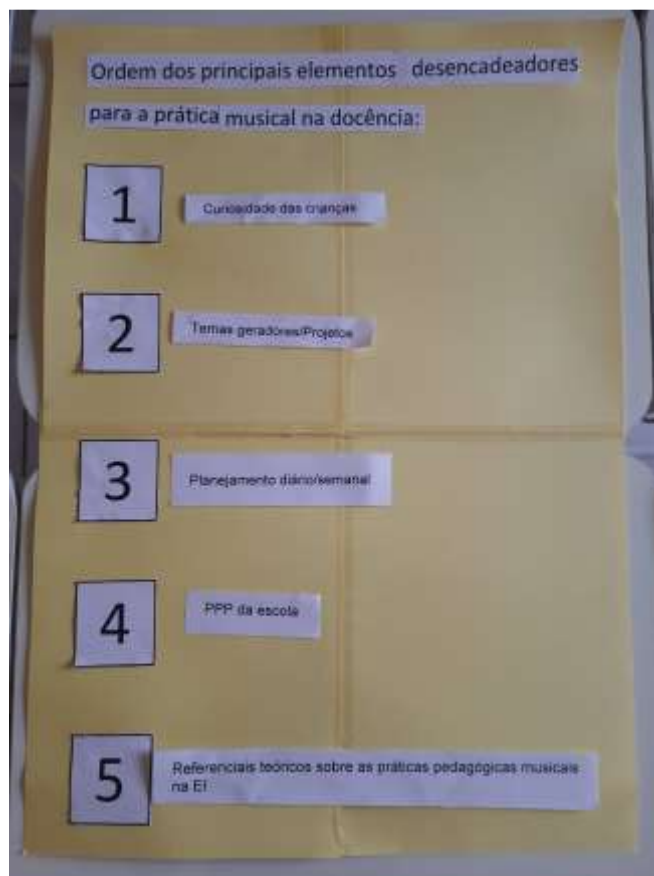 Ordem dos principais elementos desencadeadores
para a prática musical na docência:
1
Curiosidade das crianças
2
Temas geradores/Projetos
3
Planejamento diário/semanal
4
PPP da escola
5
Referenciais teóricos sobre as práticas pedagógicas musicais
na EI